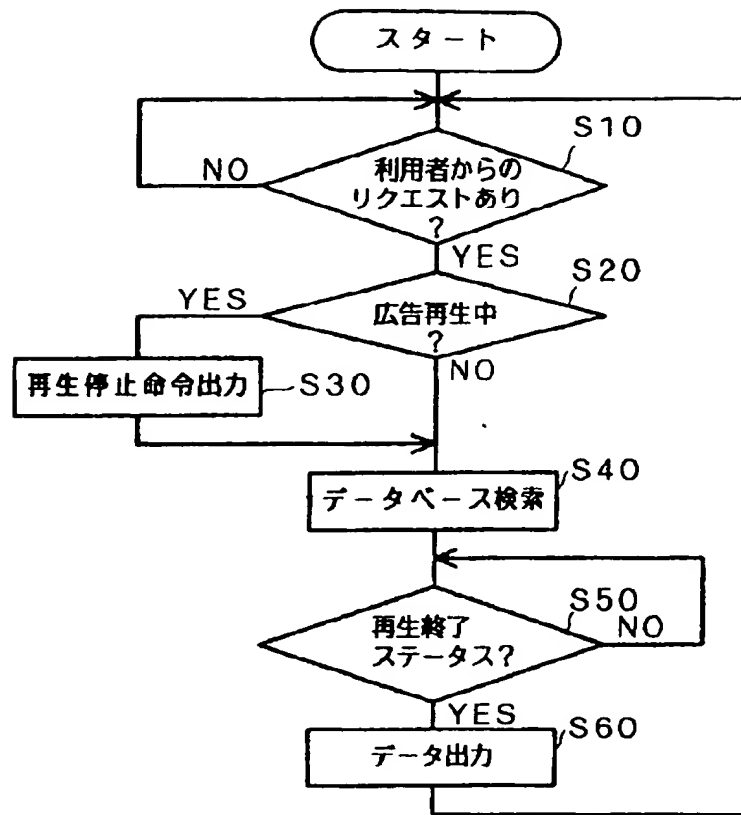 スタート
S10
利用者からの
リクエストあり
?
NO
YES
S20
広告再生中
?
YES
NO
再生停止命令出力
S30
S40
データベース検索
S50
再生終了
ステータス?
NO
YES
S60
データ出力